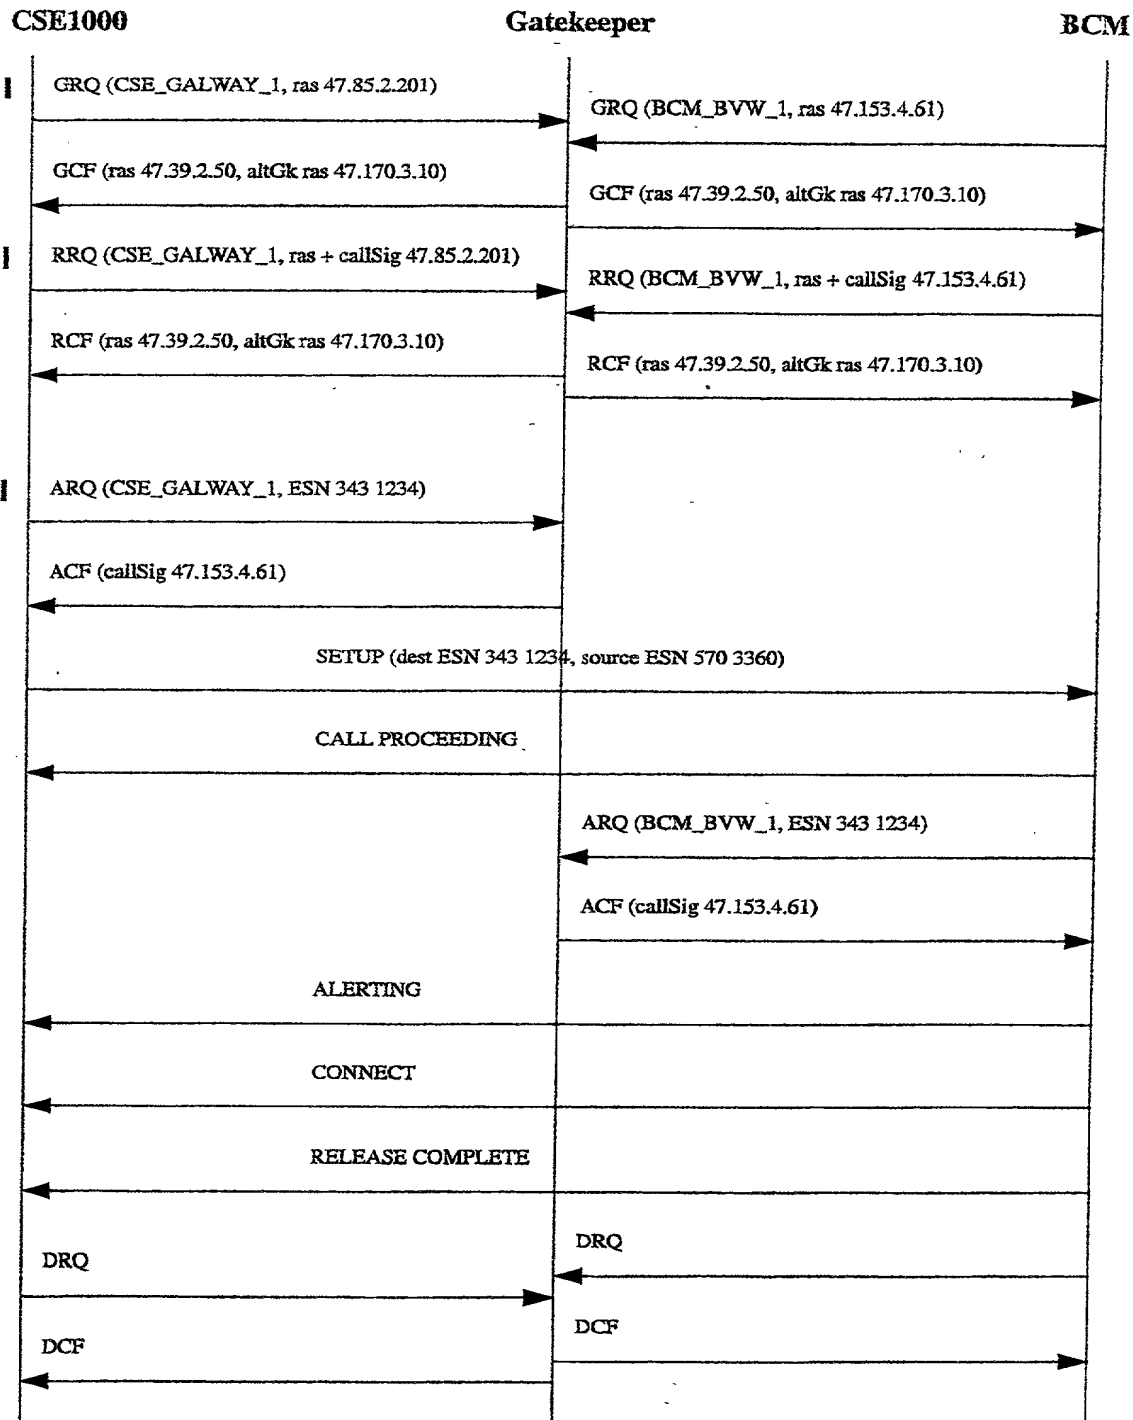 CSE1000 Gatekeeper BCM
GRQ (CSE_GALWAY_1, ras 47.85.2.201)
GRQ (BCM_BVW_1, ras 47.153.4.61)
GCF (ras 47.39.2.50, altGk ras 47.170.3.10)
GCF (ras 47.39.2.50, altGk ras 47.170.3.10)
RRQ (CSE_GALWAY_1, ras + callSig 47.85.2.201)
RRQ (BCM_BVW_1, ras + callSig 47.153.4.61)
RCF (ras 47.39.2.50, altGk ras 47.170.3.10)
RCF (ras 47.39.2.50, altGk ras 47.170.3.10)
ARQ (CSE_GALWAY_1, ESN 343 1234)
ACF (callSig 47.153.4.61)
SETUP (dest ESN 343 1234, source ESN 570 3360)
CALL PROCEEDING
ARQ (BCM_BVW_1, ESN 343 1234)
ACF (callSig 47.153.4.61)
ALERTING
CONNECT
RELEASE COMPLETE
DRQ
DRQ
DCF
DCF